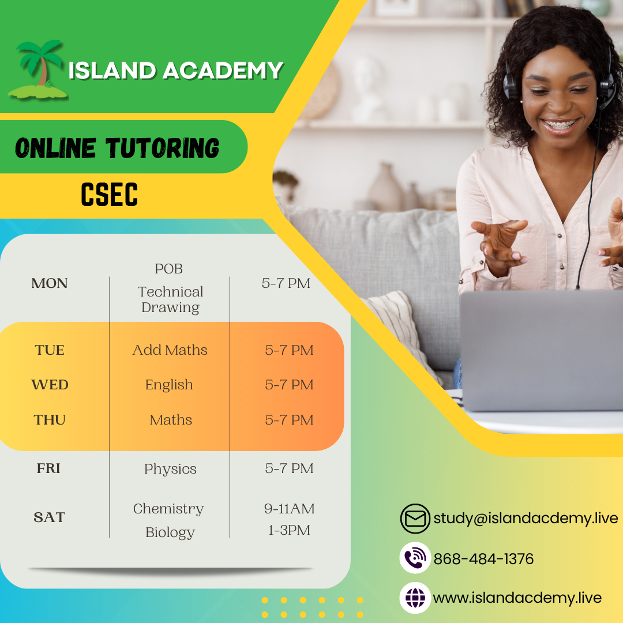 ISLAND ACADEMY
ONLINE TUTORING
CSEC
MON
POB
Technical
Drawing
5-7 PM
TUE Add Maths 5-7 PM
WED English 5-7 PM
THU Maths 5-7 PM
FRI Physics 5-7 PM
SAT
Chemistry 9-11AM
Biology 1-3PM
study@islandacdemy.live
868-484-1376
www.islandacdemy.live